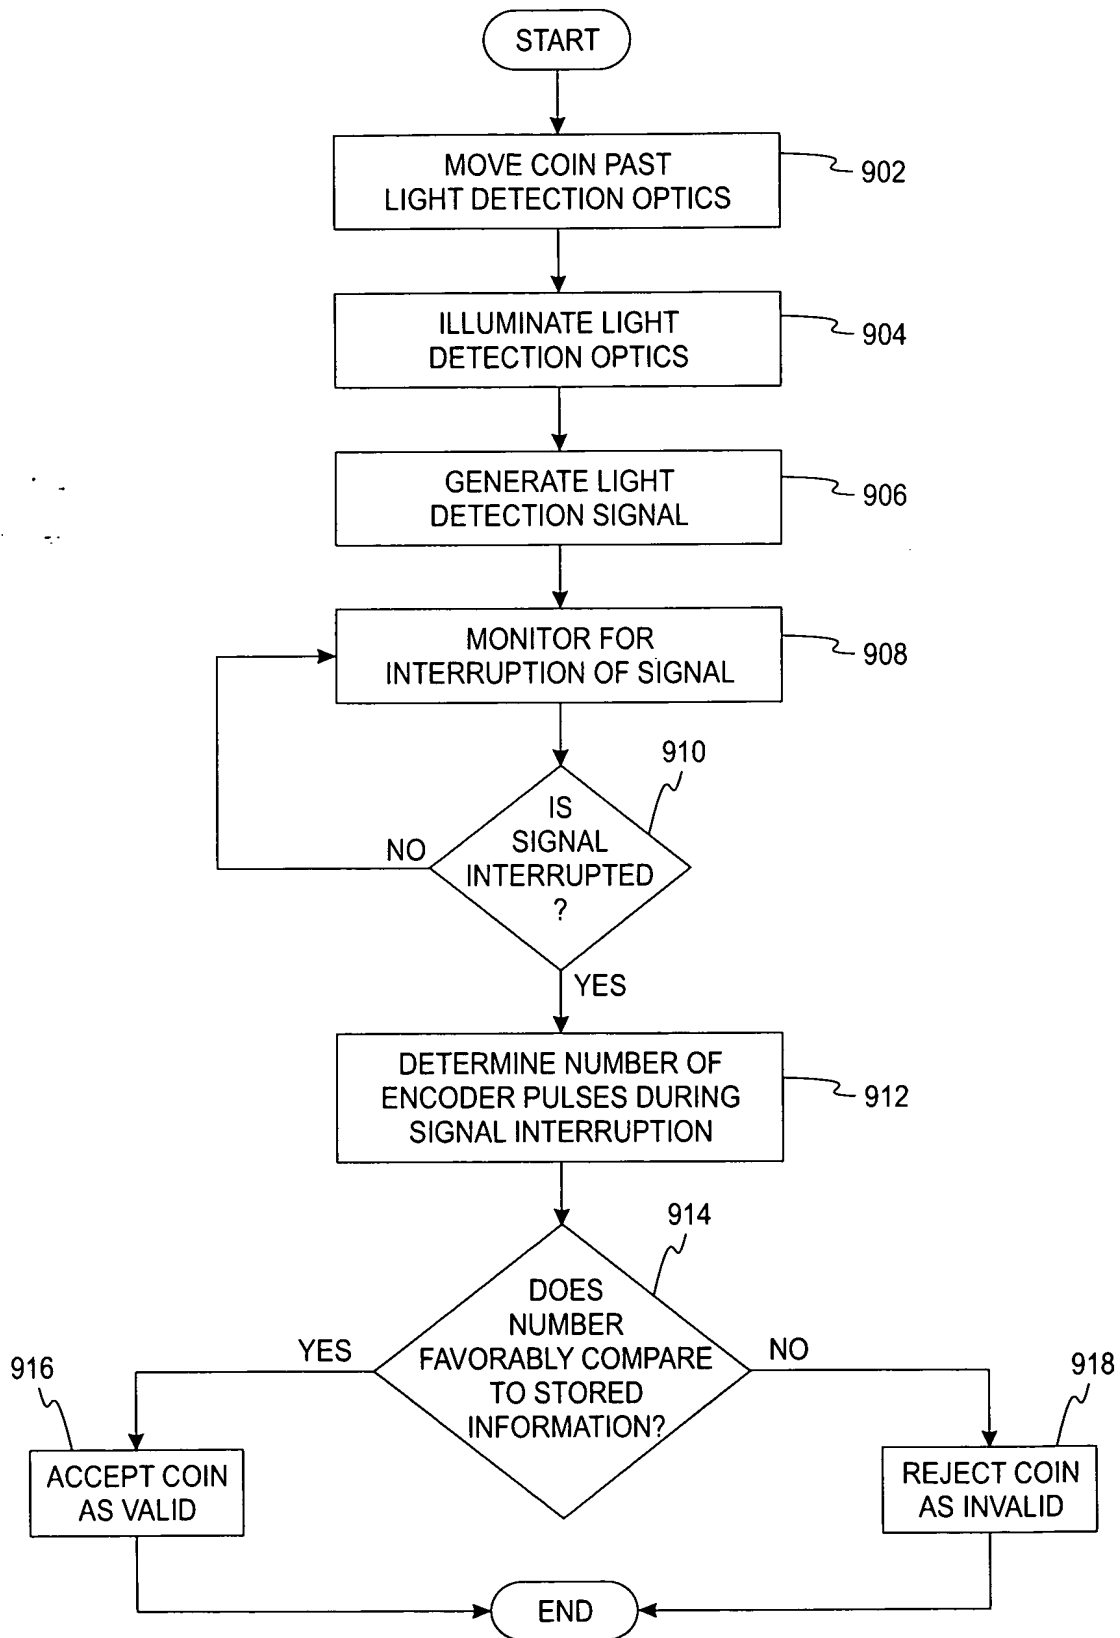 START
MOVE COIN PAST
LIGHT DETECTION OPTICS
902
ILLUMINATE LIGHT
DETECTION OPTICS
904
GENERATE LIGHT
DETECTION SIGNAL
906
MONITOR FOR
INTERRUPTION OF SIGNAL
908
910
IS
SIGNAL
INTERRUPTED
?
NO
YES
DETERMINE NUMBER OF
ENCODER PULSES DURING
SIGNAL INTERRUPTION
912
914
DOES
NUMBER
FAVORABLY COMPARE
TO STORED
INFORMATION?
YES
NO
916
ACCEPT COIN
AS VALID
918
REJECT COIN
AS INVALID
END